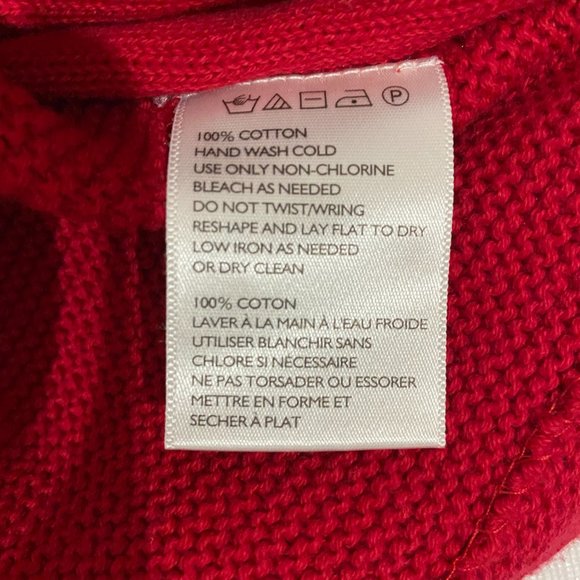 P
100% COTTON
HAND WASH COLD
USE ONLY NON-CHLORINE
BLEACH AS NEEDED
DO NOT TWIST/WRING
RESHAPE AND LAY FLAT TO DRY
LOW IRON AS NEEDED
OR DRY CLEAN
100% COTON
LAVER À LA MAIN À L'EAU FROIDE
UTILISER BLANCHIR SANS
CHLORE SI NÉCESSAIRE
NE PAS TORSADER OU ESSORER
METTRE EN FORME ET
SECHER À PLAT